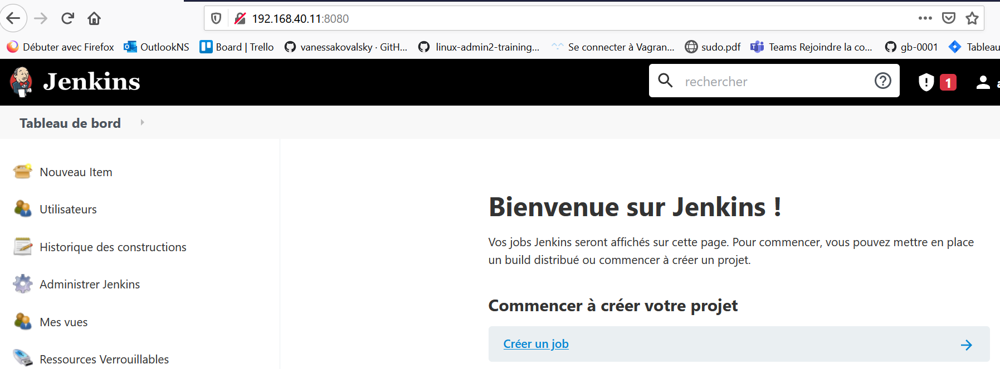 192.168.40.11:8080
Débuter avec Firefox OutlookNS Board | Trello vanessakovalsky · GitH... linux-admin2-training... Se connecter à Vagran... sudo.pdf Teams Rejoindre la co... gb-0001 Tableau
Jenkins rechercher 1
Tableau de bord
Nouveau Item
Utilisateurs
Historique des constructions
Administrer Jenkins
Mes vues
Ressources Verrouillables
Bienvenue sur Jenkins !
Vos jobs Jenkins seront affichés sur cette page. Pour commencer, vous pouvez mettre en place
un build distribué ou commencer à créer un projet.
Commencer à créer votre projet
Créer un job